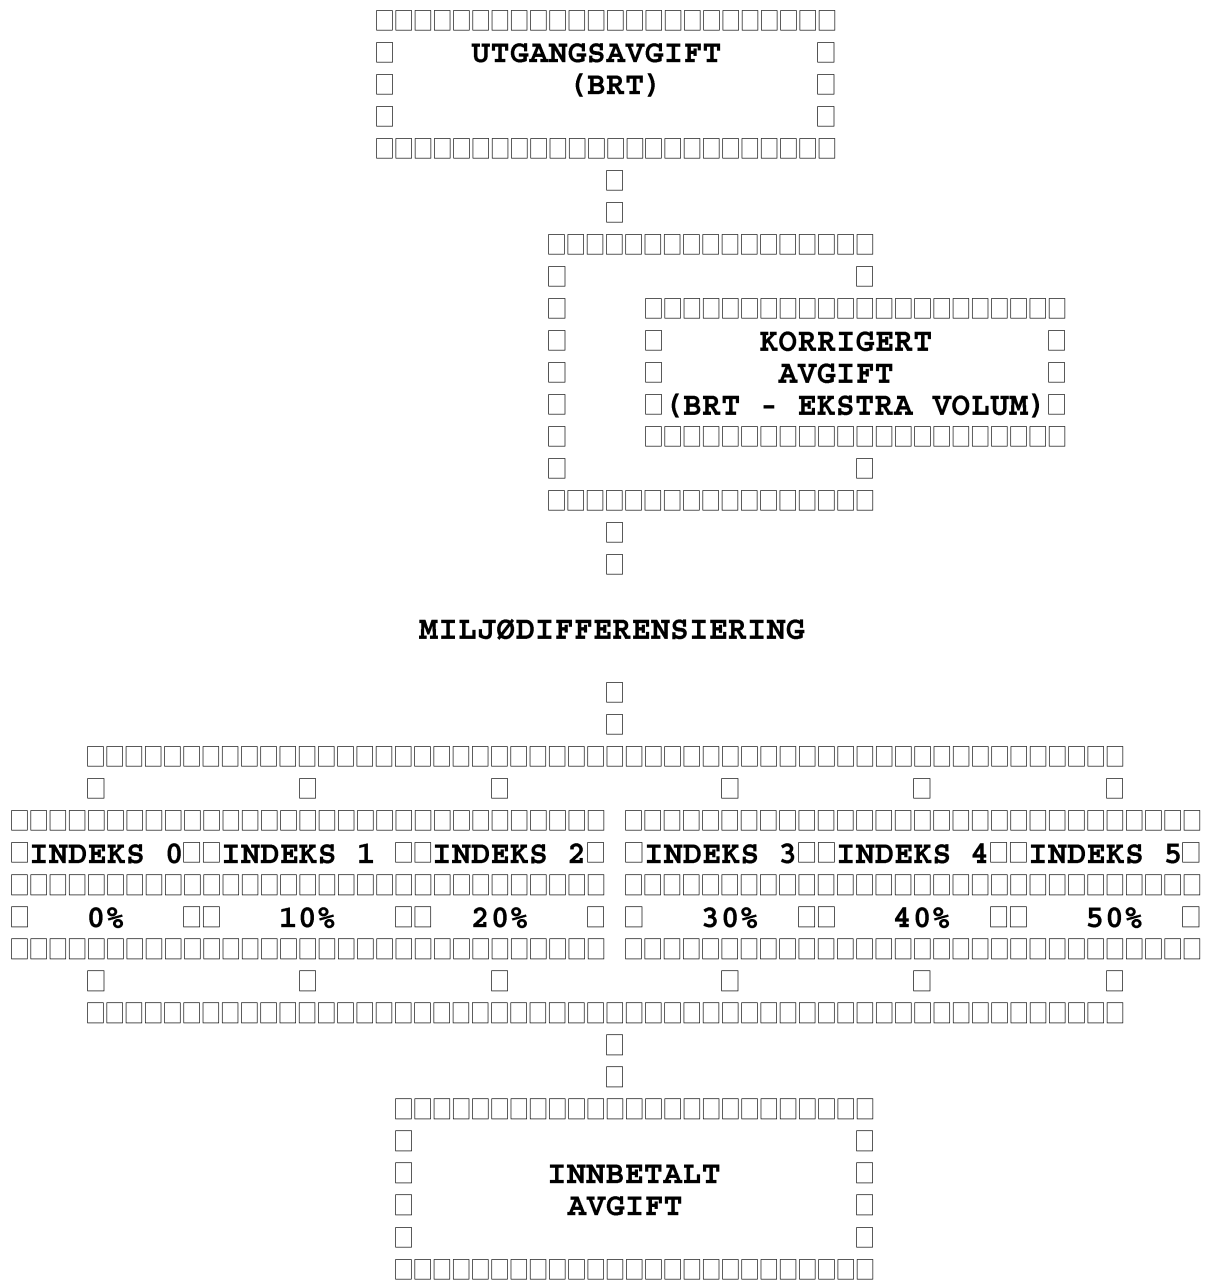 UTGANGSAVGIFT
(BRT)
KORRIGERT
AVGIFT
(BRT - EKSTRA VOLUM)
MILJØDIFFERENSIERING
INDEKS 0 INDEKS 1 INDEKS 2 INDEKS 3 INDEKS 4 INDEKS 5
0% 10% 20% 30% 40% 50%
INNBETALT
AVGIFT